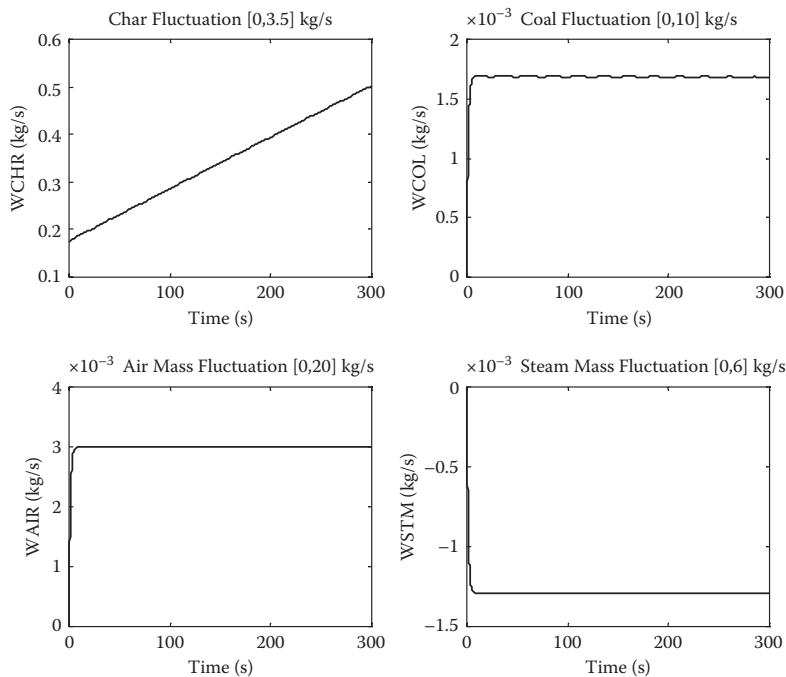 Char Fluctuation [0,3.5] kg/s
0.6
0.5
0.4
0.3
0.2
0.1
WCHR (kg/s)
0 100 200 300
Time (s)
×10⁻³ Coal Fluctuation [0,10] kg/s
2
1.5
1
0.5
0
WCOL (kg/s)
0 100 200 300
Time (s)
×10⁻³ Air Mass Fluctuation [0,20] kg/s
4
3
2
1
0
WAIR (kg/s)
0 100 200 300
Time (s)
×10⁻³ Steam Mass Fluctuation [0,6] kg/s
0
−0.5
−1
−1.5
WSTM (kg/s)
0 100 200 300
Time (s)